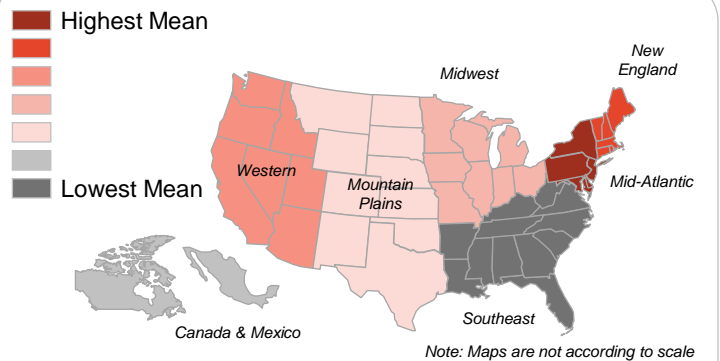 Highest Mean
New
England
Midwest
Western
Mountain
Plains
Mid-Atlantic
Lowest Mean
Southeast
Canada & Mexico
Note: Maps are not according to scale